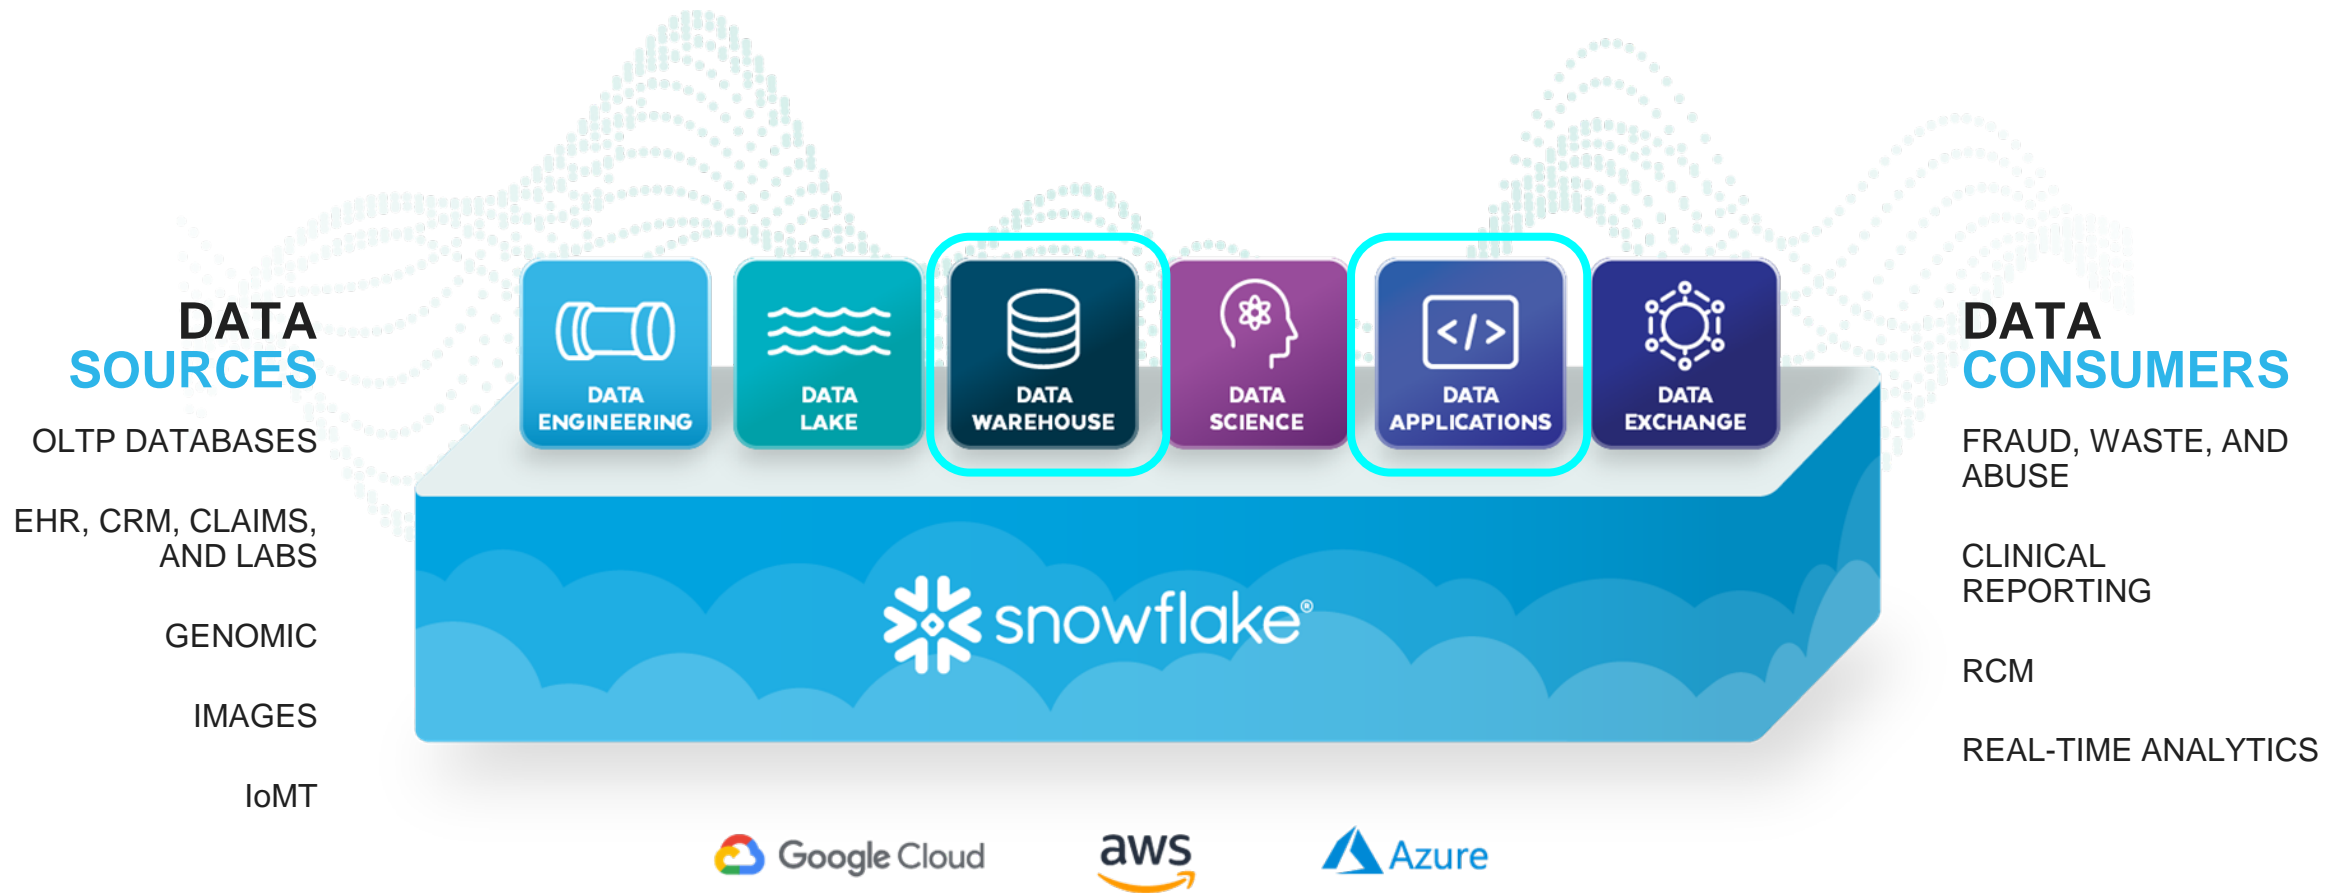 DATA
SOURCES
OLTP DATABASES
EHR, CRM, CLAIMS,
AND LABS
GENOMIC
IMAGES
IoMT
DATA
ENGINEERING
DATA
LAKE
DATA
WAREHOUSE
DATA
SCIENCE
</>
DATA
APPLICATIONS
DATA
EXCHANGE
snowflake®
DATA
CONSUMERS
FRAUD, WASTE, AND
ABUSE
CLINICAL
REPORTING
RCM
REAL-TIME ANALYTICS
Google Cloud
aws
Azure